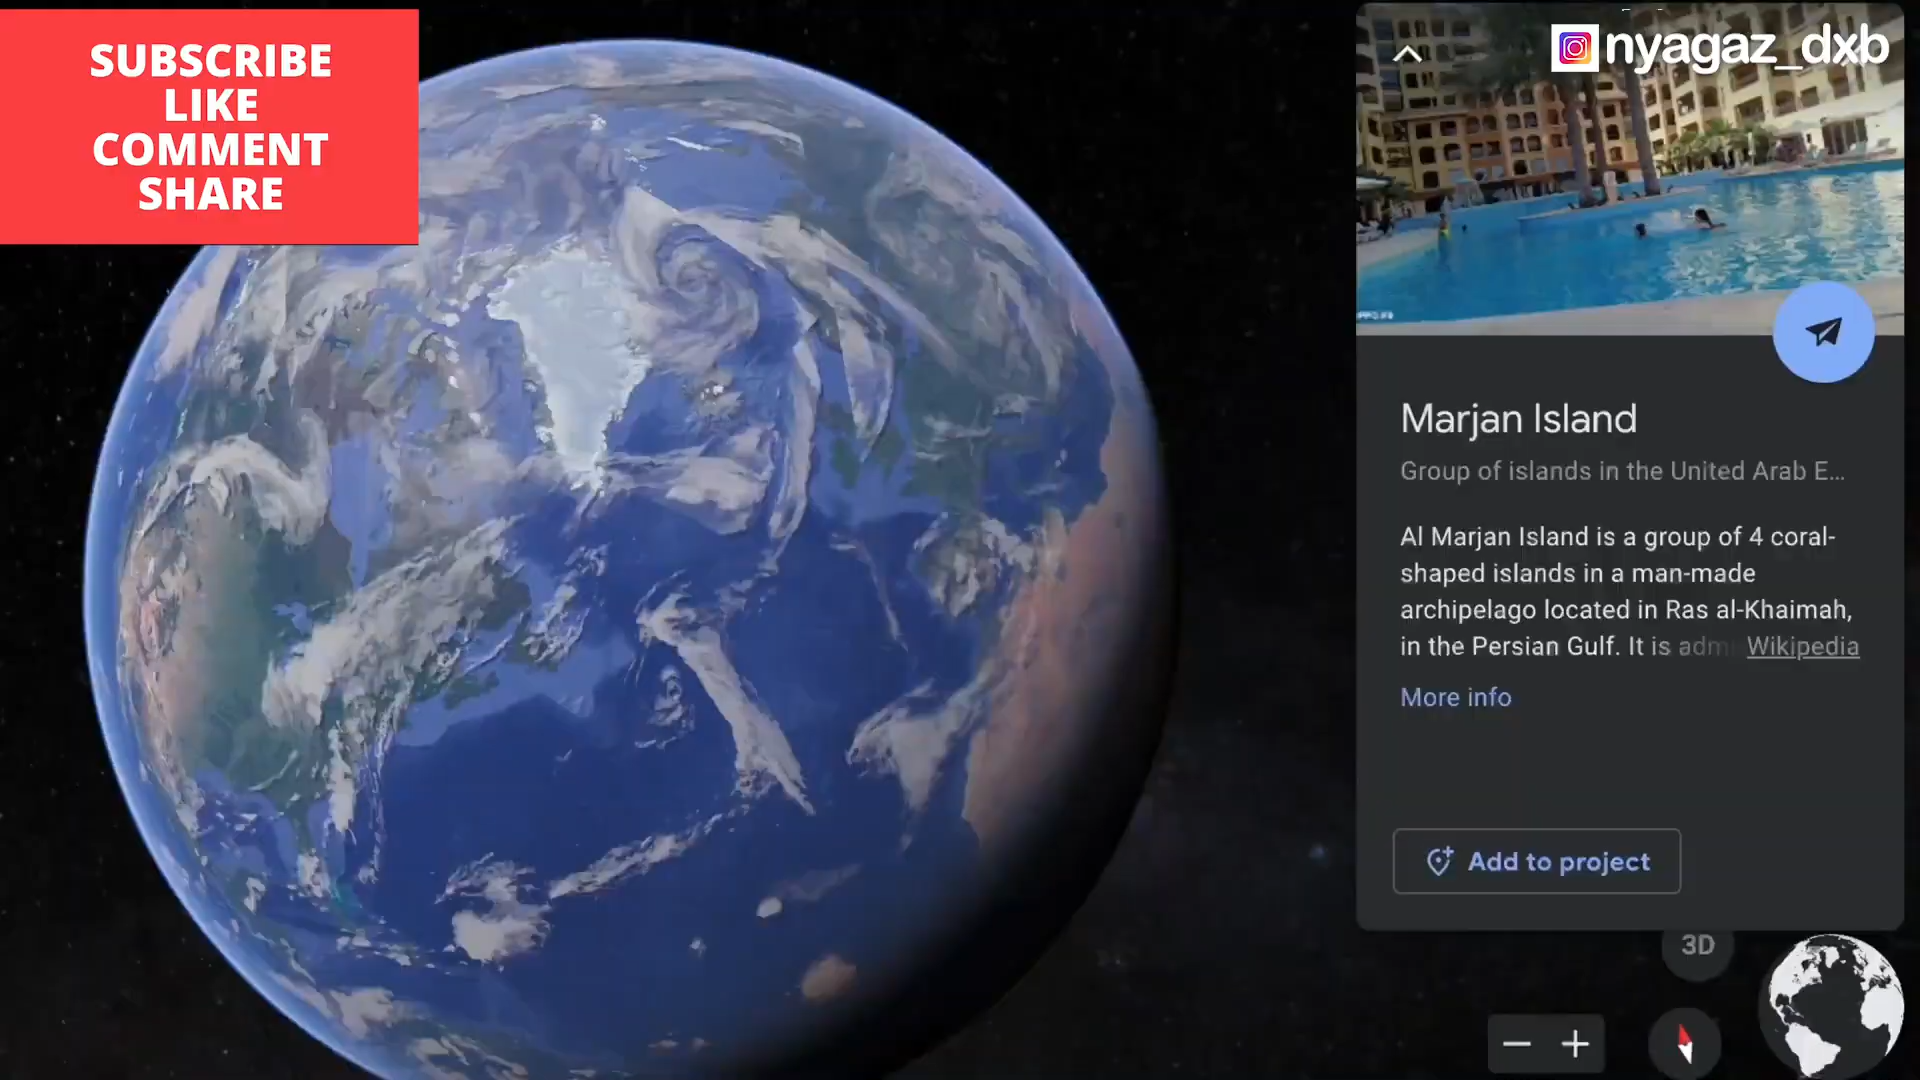 SUBSCRIBE
LIKE
COMMENT
SHARE
nyagaz_dxb
Marjan Island
Group of islands in the United Arab E...
Al Marjan Island is a group of 4 coral-
shaped islands in a man-made
archipelago located in Ras al-Khaimah,
in the Persian Gulf. It is adm Wikipedia
More info
Add to project
3D